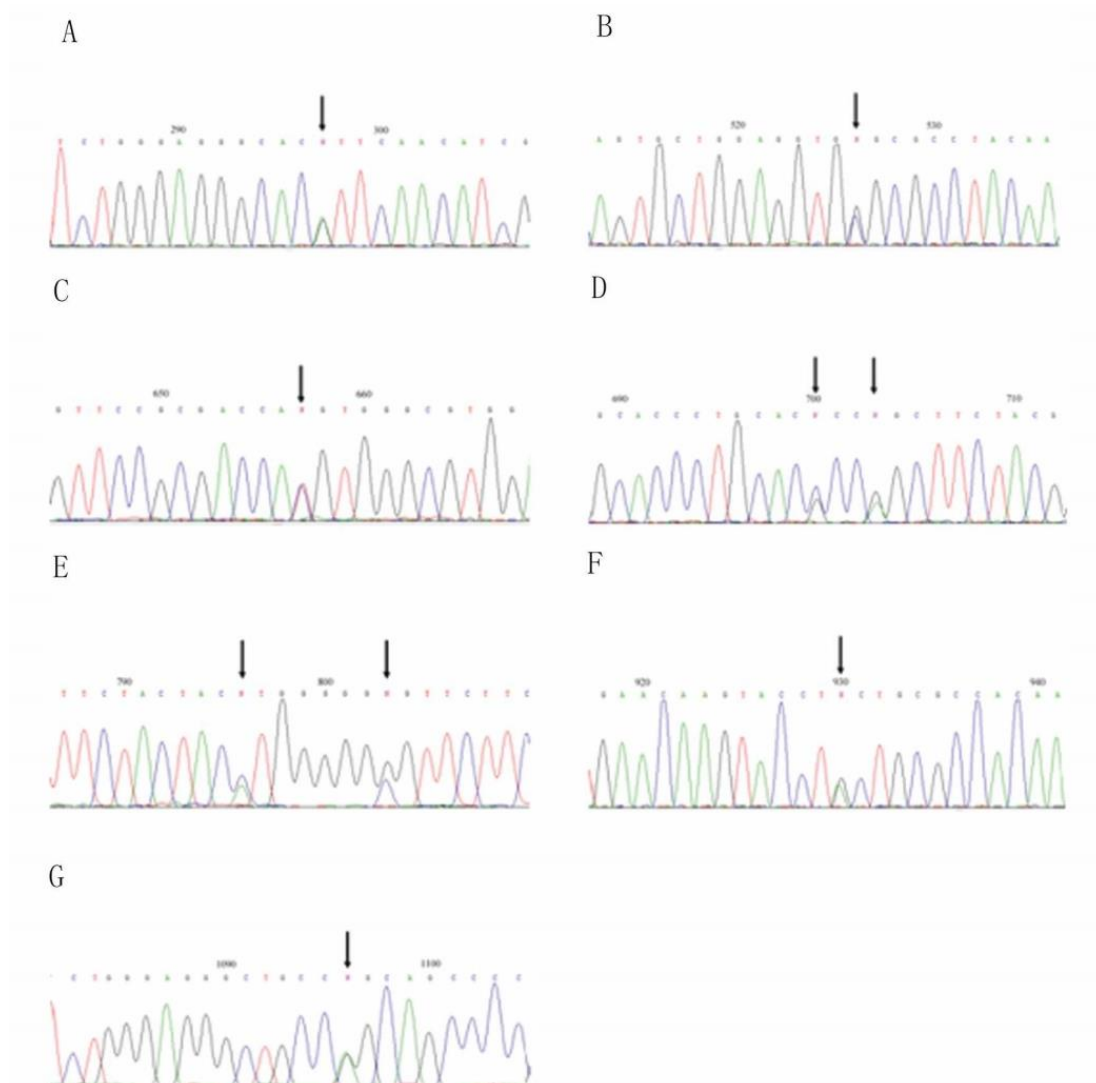 A
B
290 300
T C T G G G A G G G C A C N T T C A A C A T C G
520 530
A G T G C T G G A G G T G N G C G C C T A C A A
C
D
650 660
G T T C C G C G A C C A N G T G G G C G T G G
690 700 710
G C A C C C T G C A C N C C N G C T T C T A C G
E
F
790 800
T T C T A C T A C N T G G G G G N G T T C T T C
920 930 940
G A A C A A G T A C C T N C T G C G C C A C A A
G
1090 1100
C T G G G A G A G C T G C C N G C A G C C C C